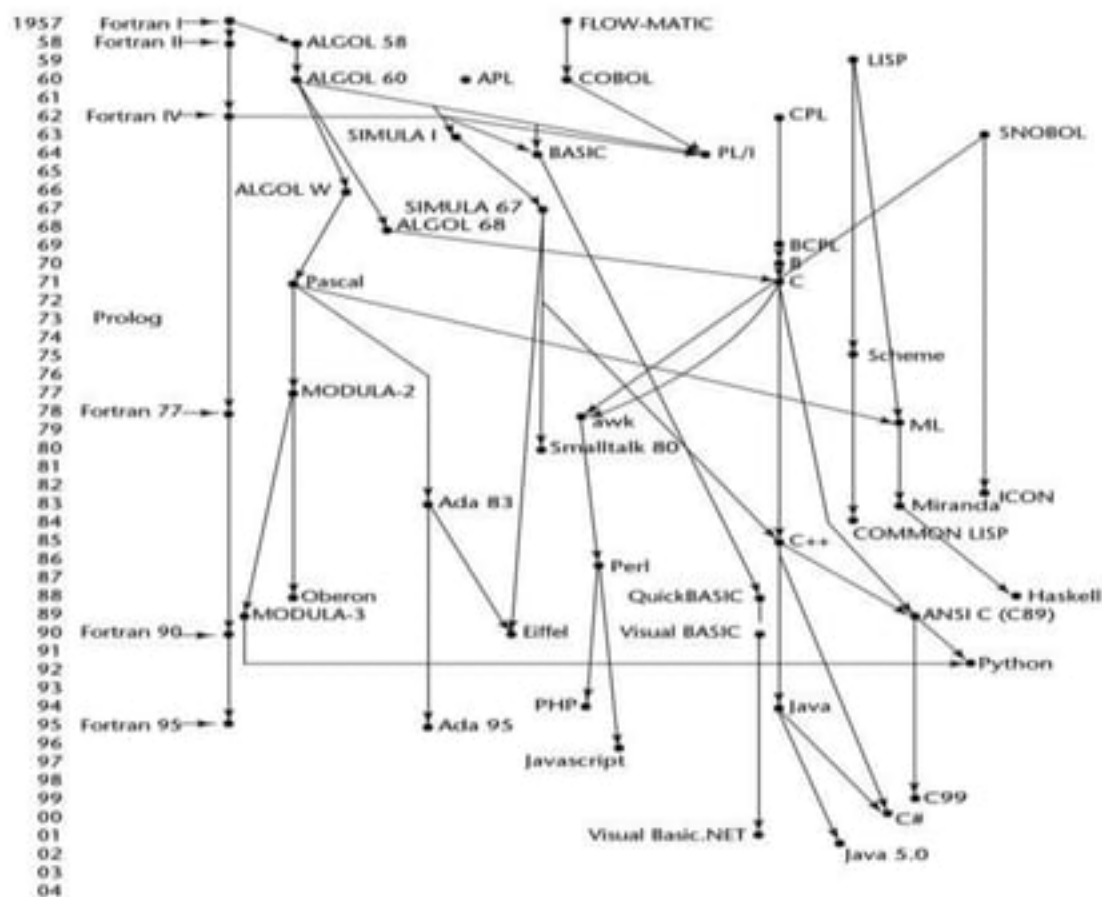 1957 Fortran I FLOW-MATIC
58 Fortran II ALGOL 58
59 LISP
60 ALGOL 60 APL COBOL
61
62 Fortran IV CPL
63 SIMULA I SNOBOL
64 BASIC PL/I
65
66 ALGOL W
67 SIMULA 67
68 ALGOL 68
69 BCPL
70 B
71 Pascal C
72
73 Prolog
74
75 Scheme
76
77 MODULA-2
78 Fortran 77 awk ML
79
80 Smalltalk 80
81
82 ICON
83 Ada 83 Miranda
84 COMMON LISP
85 C++
86
87 Perl
88 Oberon QuickBASIC Haskell
89 MODULA-3 ANSI C (C89)
90 Fortran 90 Eiffel Visual BASIC
91
92 Python
93
94 PHP Java
95 Fortran 95 Ada 95
96
97 Javascript
98
99 C99
00 C#
01 Visual Basic.NET
02 Java 5.0
03
04